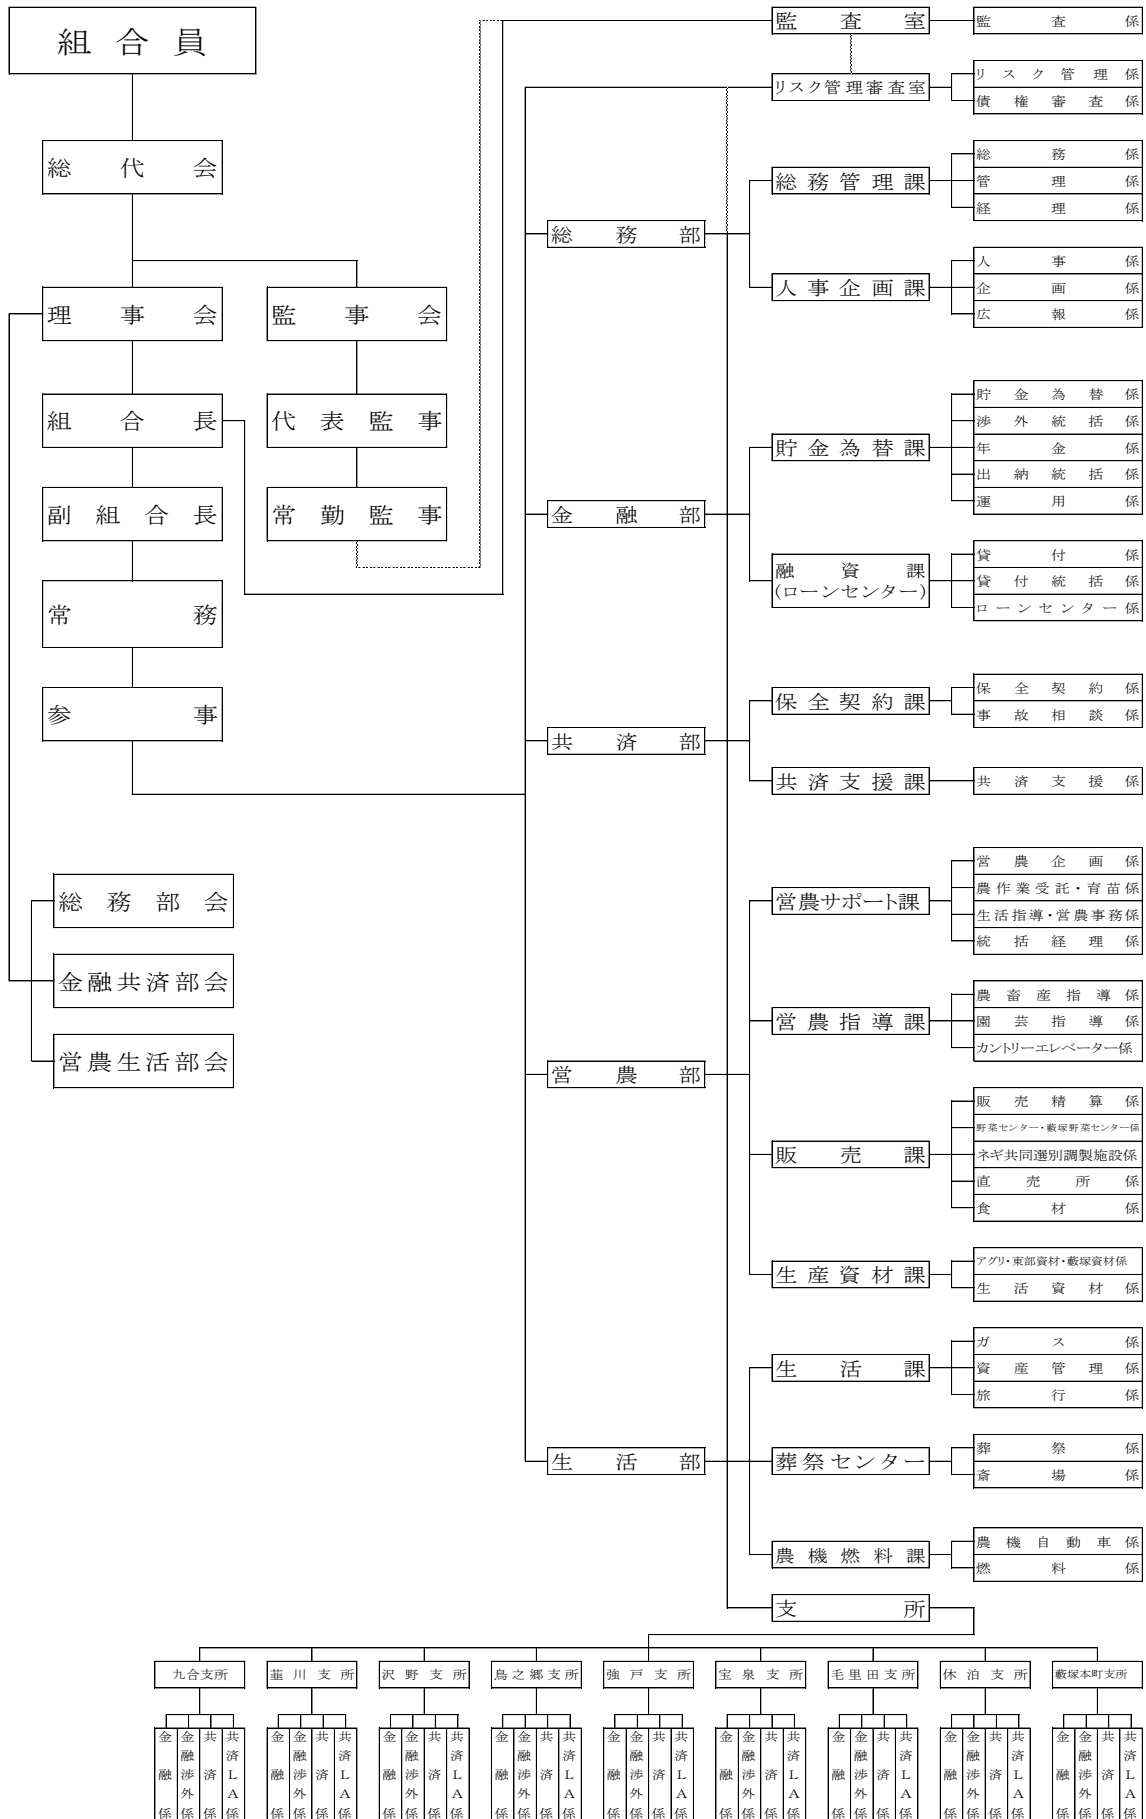 組合員
総代会
理事会
監事会
組合長
代表監事
副組合長
常勤監事
常務
参事
総務部会
金融共済部会
営農生活部会
監査室
監査係
リスク管理審査室
リスク管理係
債権審査係
総務部
総務管理課
総務係
管理係
経理係
人事企画課
人事係
企画係
広報係
金融部
貯金為替課
貯金為替係
渉外統括係
年金係
出納統括係
運用係
融資課
(ローンセンター)
貸付係
貸付統括係
ローンセンター係
共済部
保全契約課
保全契約係
事故相談係
共済支援課
共済支援係
営農部
営農サポート課
営農企画係
農作業受託・育苗係
生活指導・営農事務係
統括経理係
営農指導課
農畜産指導係
園芸指導係
カントリーエレベーター係
販売課
販売精算係
野菜センター・藪塚野菜センター係
ネギ共同選別調製施設係
直売所係
食材係
生産資材課
アグリ・東部資材・藪塚資材係
生活資材係
生活部
生活課
ガス係
資産管理係
旅行係
葬祭センター
葬祭係
斎場係
農機燃料課
農機自動車係
燃料係
支所
九合支所
金融係
金融渉外係
共済係
共済LA係
韮川支所
金融係
金融渉外係
共済係
共済LA係
沢野支所
金融係
金融渉外係
共済係
共済LA係
鳥之郷支所
金融係
金融渉外係
共済係
共済LA係
強戸支所
金融係
金融渉外係
共済係
共済LA係
宝泉支所
金融係
金融渉外係
共済係
共済LA係
毛里田支所
金融係
金融渉外係
共済係
共済LA係
休泊支所
金融係
金融渉外係
共済係
共済LA係
藪塚本町支所
金融係
金融渉外係
共済係
共済LA係